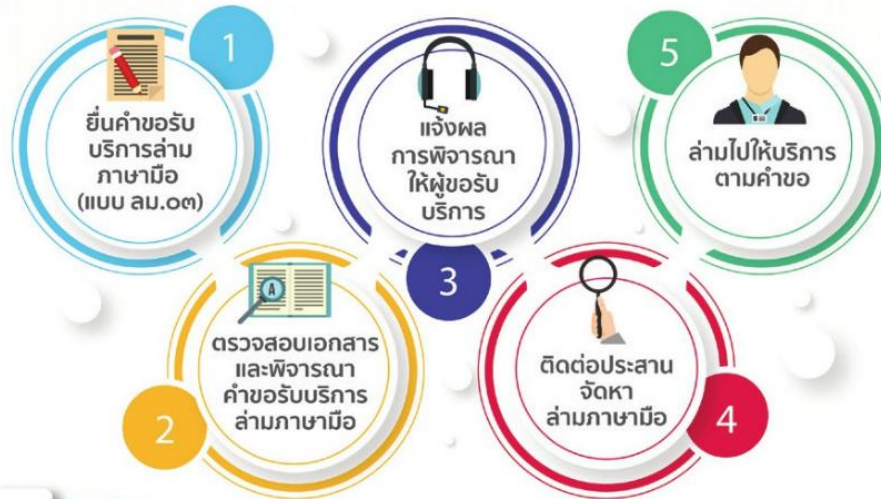 1
ยื่นคำขอรับ
บริการล่าม
ภาษามือ
(แบบ ลม.๐๓)
2
A
ตรวจสอบเอกสาร
และพิจารณา
คำขอรับบริการ
ล่ามภาษามือ
3
แจ้งผล
การพิจารณา
ให้ผู้ขอรับ
บริการ
4
ติดต่อประสาน
จัดหา
ล่ามภาษามือ
5
ล่ามไปให้บริการ
ตามคำขอ